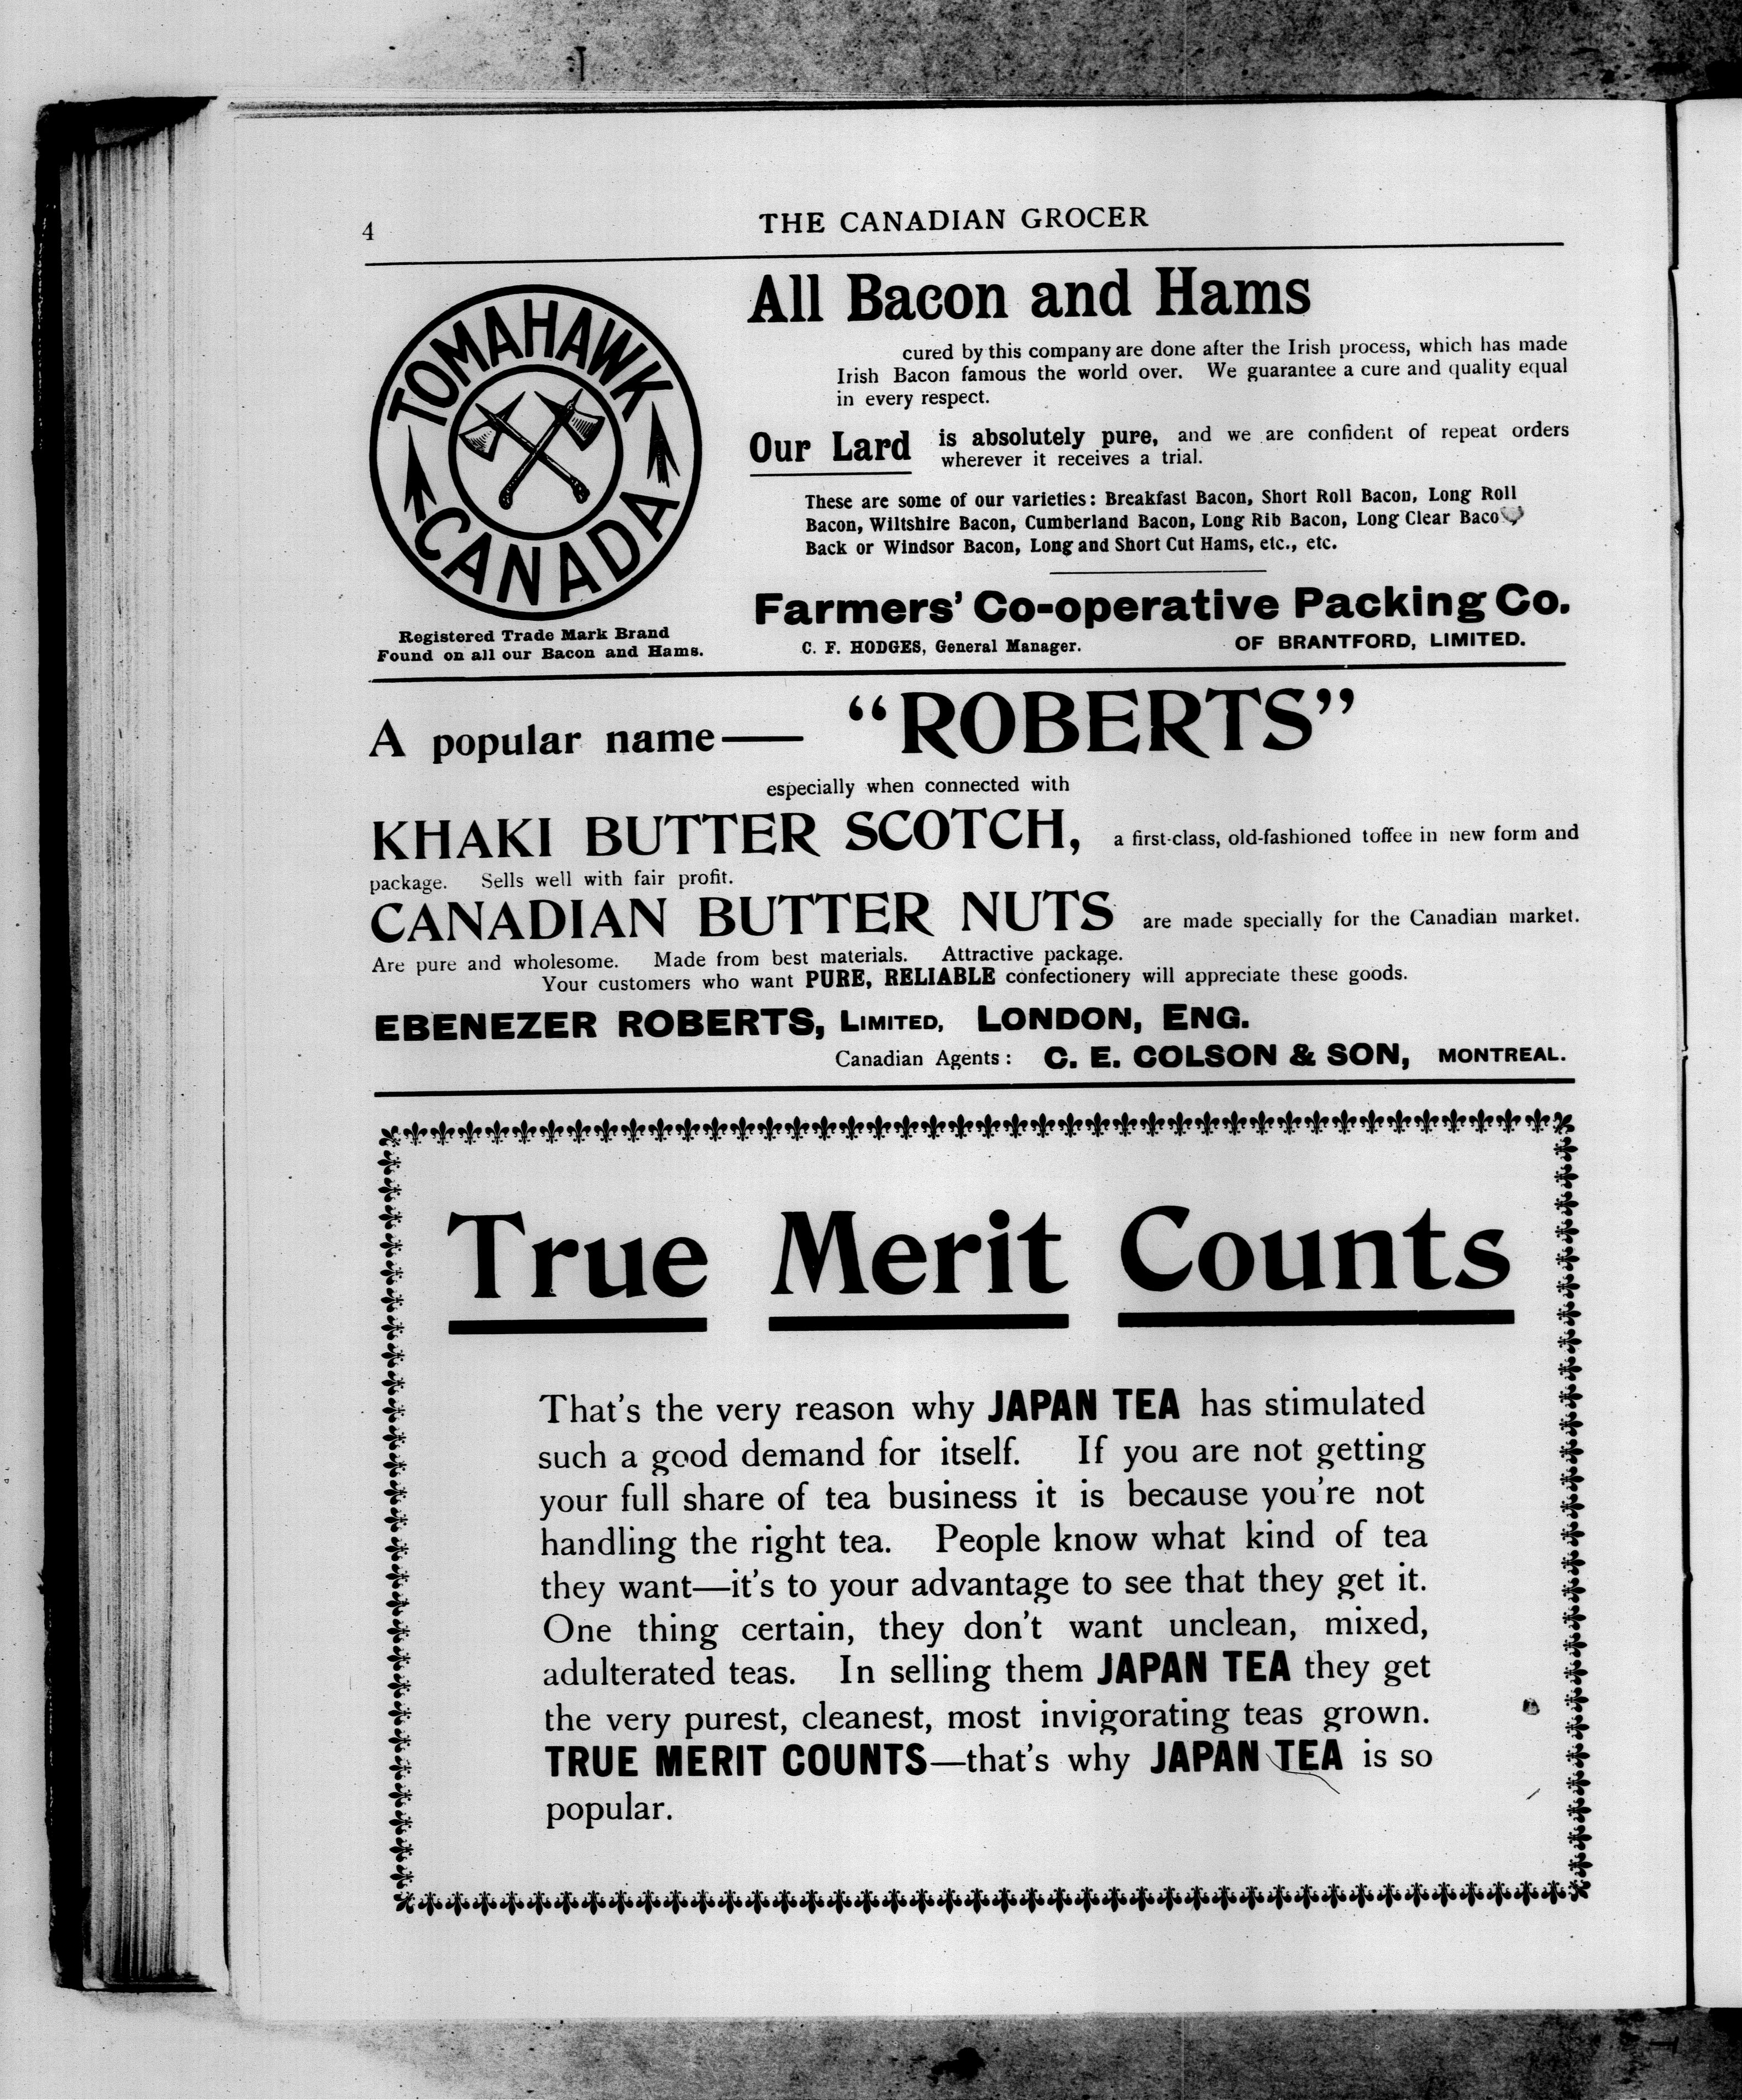 4
THE CANADIAN GROCER
TOMAHAWK
CANADA
Registered Trade Mark Brand
Found on all our Bacon and Hams.
All Bacon and Hams
cured by this company are done after the Irish process, which has made
Irish Bacon famous the world over. We guarantee a cure and quality equal
in every respect.
Our Lard is absolutely pure, and we are confident of repeat orders
wherever it receives a trial.
These are some of our varieties: Breakfast Bacon, Short Roll Bacon, Long Roll
Bacon, Wiltshire Bacon, Cumberland Bacon, Long Rib Bacon, Long Clear Baco
Back or Windsor Bacon, Long and Short Cut Hams, etc., etc.
Farmers' Co-operative Packing Co.
C. F. HODGES, General Manager. OF BRANTFORD, LIMITED.
A popular name— "ROBERTS"
especially when connected with
KHAKI BUTTER SCOTCH, a first-class, old-fashioned toffee in new form and
package. Sells well with fair profit.
CANADIAN BUTTER NUTS are made specially for the Canadian market.
Are pure and wholesome. Made from best materials. Attractive package.
Your customers who want PURE, RELIABLE confectionery will appreciate these goods.
EBENEZER ROBERTS, LIMITED, LONDON, ENG.
Canadian Agents: C. E. COLSON & SON, MONTREAL.
True Merit Counts
That's the very reason why JAPAN TEA has stimulated
such a good demand for itself. If you are not getting
your full share of tea business it is because you're not
handling the right tea. People know what kind of tea
they want—it's to your advantage to see that they get it.
One thing certain, they don't want unclean, mixed,
adulterated teas. In selling them JAPAN TEA they get
the very purest, cleanest, most invigorating teas grown.
TRUE MERIT COUNTS—that's why JAPAN TEA is so
popular.